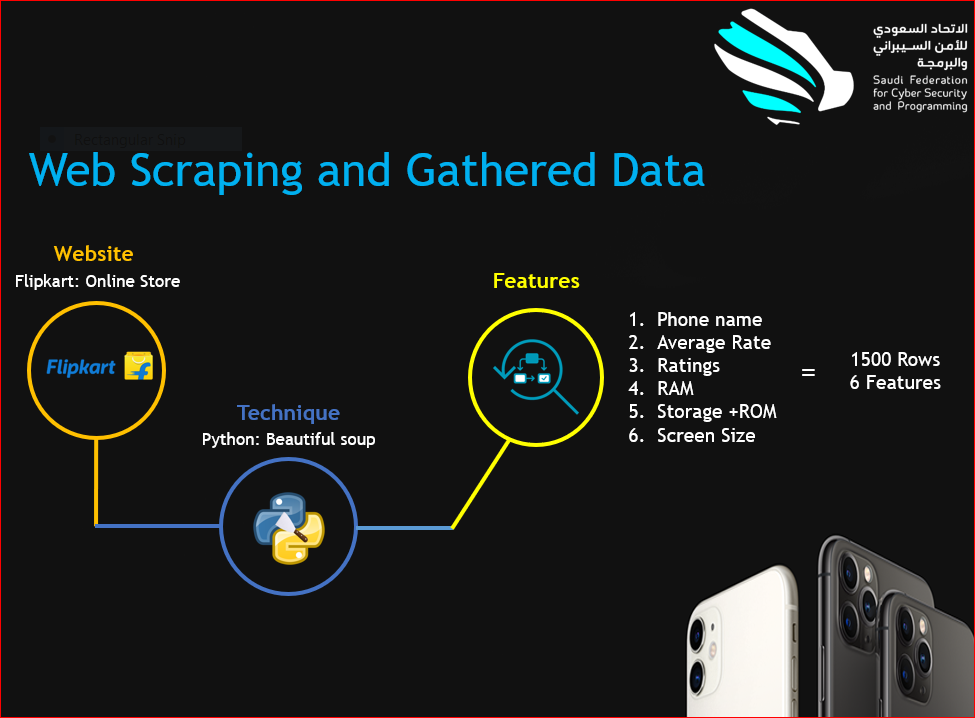 الاتحاد السعودي
للأمن السيبراني
والبرمجة
Saudi Federation
for Cyber Security
and Programming
Rectangular Snip
Web Scraping and Gathered Data
Website
Flipkart: Online Store
Flipkart
Technique
Python: Beautiful soup
Features
1. Phone name
2. Average Rate
3. Ratings
4. RAM
5. Storage +ROM
6. Screen Size
=
1500 Rows
6 Features